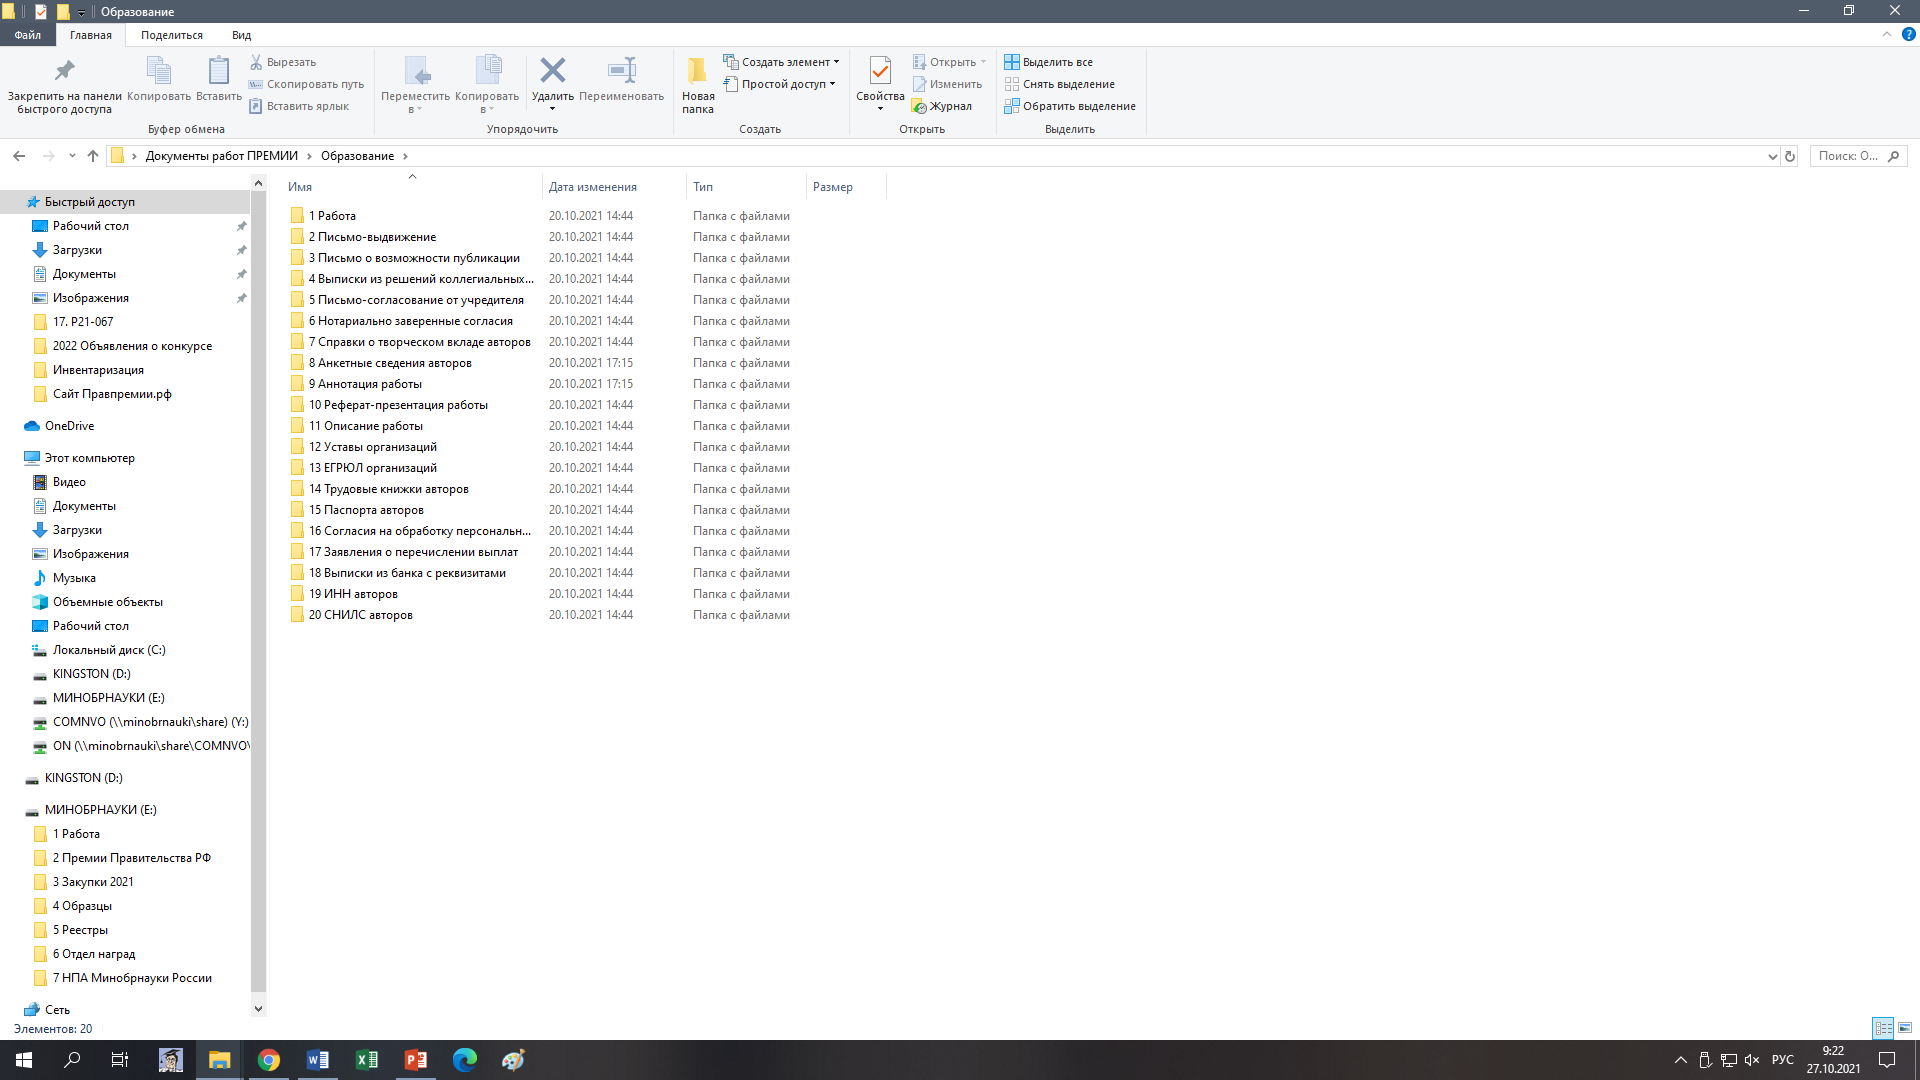 Образование
Файл Главная Поделиться Вид
Закрепить на панели быстрого доступа
Копировать
Вставить
Вырезать
Скопировать путь
Вставить ярлык
Буфер обмена
Переместить в
Копировать в
Удалить
Переименовать
Упорядочить
Новая папка
Создать элемент
Простой доступ
Создать
Свойства
Открыть
Изменить
Журнал
Открыть
Выделить все
Снять выделение
Обратить выделение
Выделить
Документы работ ПРЕМИИ > Образование >
Поиск: О...
Быстрый доступ
Рабочий стол
Загрузки
Документы
Изображения
17. Р21-067
2022 Объявления о конкурсе
Инвентаризация
Сайт Правпремии.рф
OneDrive
Этот компьютер
Видео
Документы
Загрузки
Изображения
Музыка
Объемные объекты
Рабочий стол
Локальный диск (C:)
KINGSTON (D:)
МИНОБРНАУКИ (E:)
COMNVO (\\minobrnauki\share) (Y:)
ON (\\minobrnauki\share\COMNVO\
KINGSTON (D:)
МИНОБРНАУКИ (E:)
1 Работа
2 Премии Правительства РФ
3 Закупки 2021
4 Образцы
5 Реестры
6 Отдел наград
7 НПА Минобрнауки России
Сеть
Имя Дата изменения Тип Размер
1 Работа 20.10.2021 14:44 Папка с файлами
2 Письмо-выдвижение 20.10.2021 14:44 Папка с файлами
3 Письмо о возможности публикации 20.10.2021 14:44 Папка с файлами
4 Выписки из решений коллегиальных... 20.10.2021 14:44 Папка с файлами
5 Письмо-согласование от учредителя 20.10.2021 14:44 Папка с файлами
6 Нотариально заверенные согласия 20.10.2021 14:44 Папка с файлами
7 Справки о творческом вкладе авторов 20.10.2021 14:44 Папка с файлами
8 Анкетные сведения авторов 20.10.2021 17:15 Папка с файлами
9 Аннотация работы 20.10.2021 17:15 Папка с файлами
10 Реферат-презентация работы 20.10.2021 14:44 Папка с файлами
11 Описание работы 20.10.2021 14:44 Папка с файлами
12 Уставы организаций 20.10.2021 14:44 Папка с файлами
13 ЕГРЮЛ организаций 20.10.2021 14:44 Папка с файлами
14 Трудовые книжки авторов 20.10.2021 14:44 Папка с файлами
15 Паспорта авторов 20.10.2021 14:44 Папка с файлами
16 Согласия на обработку персональн... 20.10.2021 14:44 Папка с файлами
17 Заявления о перечислении выплат 20.10.2021 14:44 Папка с файлами
18 Выписки из банка с реквизитами 20.10.2021 14:44 Папка с файлами
19 ИНН авторов 20.10.2021 14:44 Папка с файлами
20 СНИЛС авторов 20.10.2021 14:44 Папка с файлами
Элементов: 20
РУС
9:22
27.10.2021